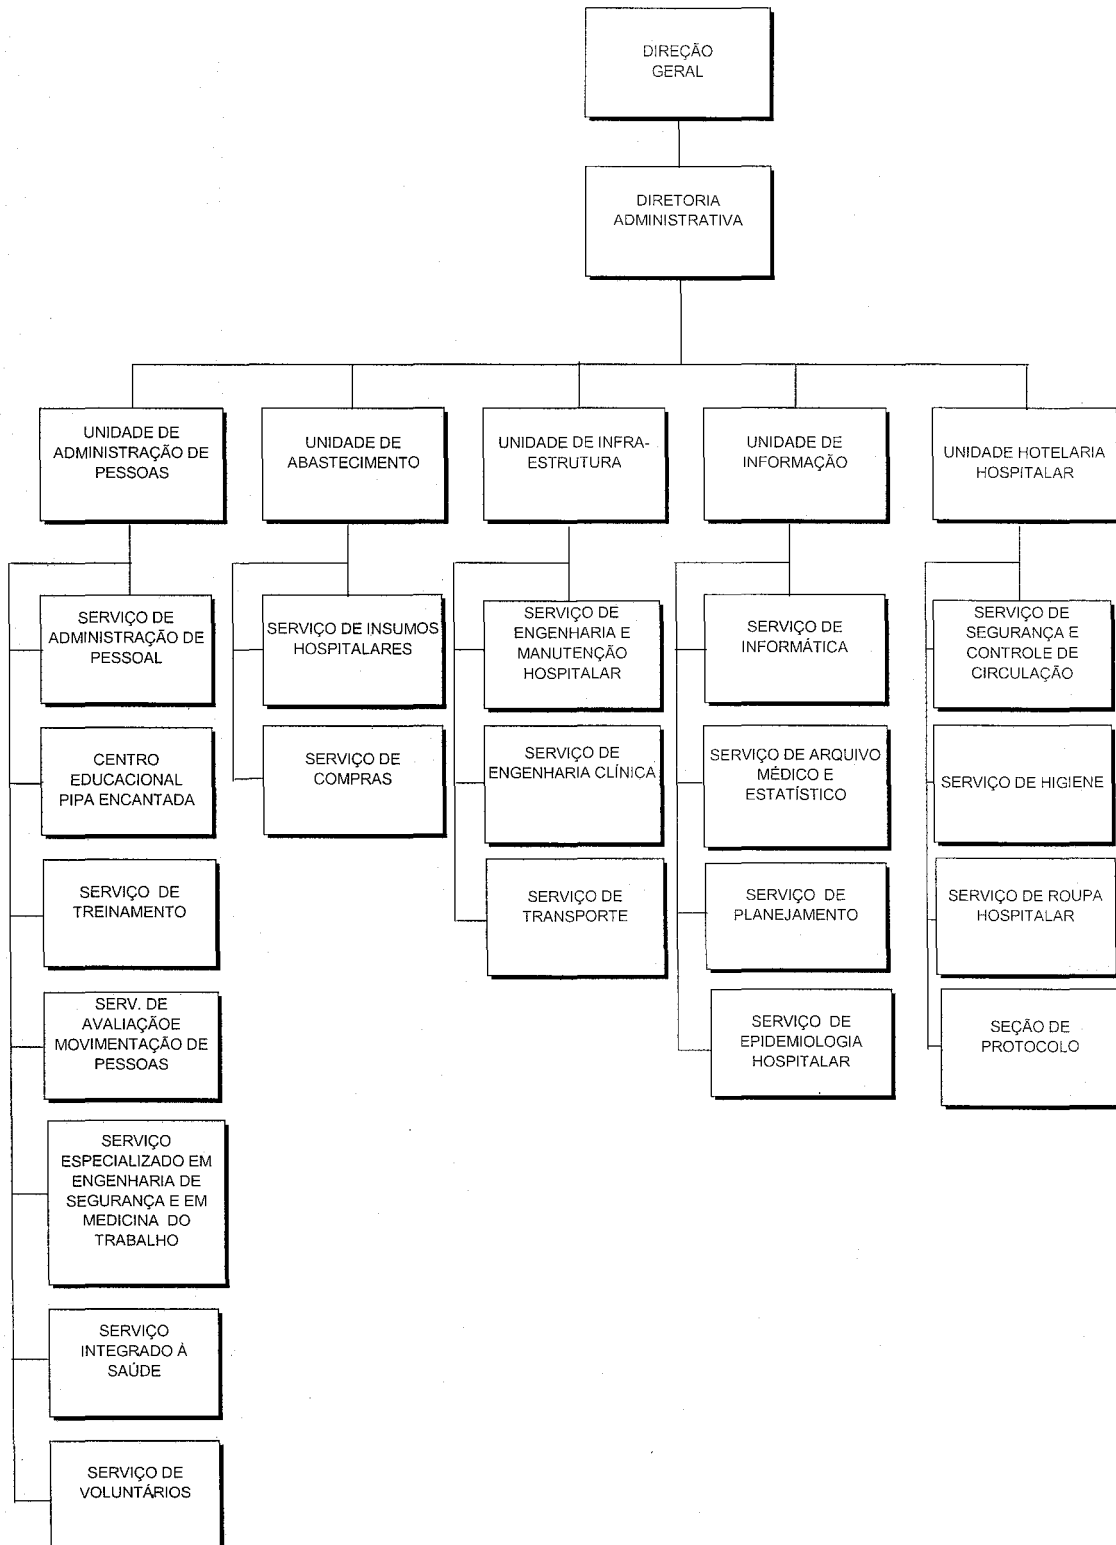 DIREÇÃO
GERAL
DIRETORIA
ADMINISTRATIVA
UNIDADE DE
ADMINISTRAÇÃO DE
PESSOAS
UNIDADE DE
ABASTECIMENTO
UNIDADE DE INFRA-
ESTRUTURA
UNIDADE DE
INFORMAÇÃO
UNIDADE HOTELARIA
HOSPITALAR
SERVIÇO DE
ADMINISTRAÇÃO DE
PESSOAL
SERVIÇO DE INSUMOS
HOSPITALARES
SERVIÇO DE
ENGENHARIA E
MANUTENÇÃO
HOSPITALAR
SERVIÇO DE
INFORMÁTICA
SERVIÇO DE
SEGURANÇA E
CONTROLE DE
CIRCULAÇÃO
CENTRO
EDUCACIONAL
PIPA ENCANTADA
SERVIÇO DE
COMPRAS
SERVIÇO DE
ENGENHARIA CLÍNICA
SERVIÇO DE ARQUIVO
MÉDICO E
ESTATÍSTICO
SERVIÇO DE HIGIENE
SERVIÇO DE
TREINAMENTO
SERVIÇO DE
TRANSPORTE
SERVIÇO DE
PLANEJAMENTO
SERVIÇO DE ROUPA
HOSPITALAR
SERV. DE
AVALIAÇÃOE
MOVIMENTAÇÃO DE
PESSOAS
SERVIÇO DE
EPIDEMIOLOGIA
HOSPITALAR
SEÇÃO DE
PROTOCOLO
SERVIÇO
ESPECIALIZADO EM
ENGENHARIA DE
SEGURANÇA E EM
MEDICINA DO
TRABALHO
SERVIÇO
INTEGRADO À
SAÚDE
SERVIÇO DE
VOLUNTÁRIOS